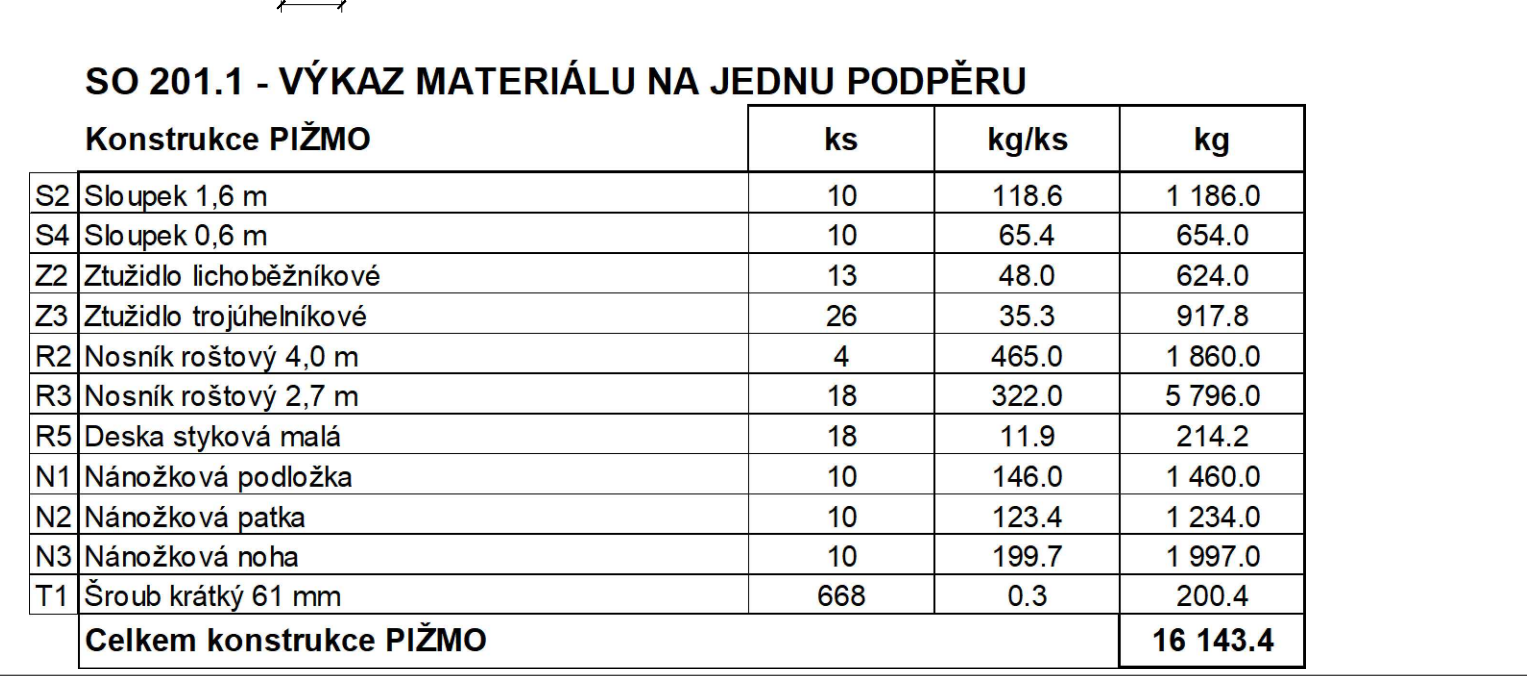 SO 201.1 - VÝKAZ MATERIÁLU NA JEDNU PODPĚRU
Konstrukce PIŽMO ks kg/ks kg
S2 Sloupek 1,6 m 10 118.6 1 186.0
S4 Sloupek 0,6 m 10 65.4 654.0
Z2 Ztužidlo lichoběžníkové 13 48.0 624.0
Z3 Ztužidlo trojúhelníkové 26 35.3 917.8
R2 Nosník roštový 4,0 m 4 465.0 1 860.0
R3 Nosník roštový 2,7 m 18 322.0 5 796.0
R5 Deska styková malá 18 11.9 214.2
N1 Nánožková podložka 10 146.0 1 460.0
N2 Nánožková patka 10 123.4 1 234.0
N3 Nánožková noha 10 199.7 1 997.0
T1 Šroub krátký 61 mm 668 0.3 200.4
Celkem konstrukce PIŽMO 16 143.4